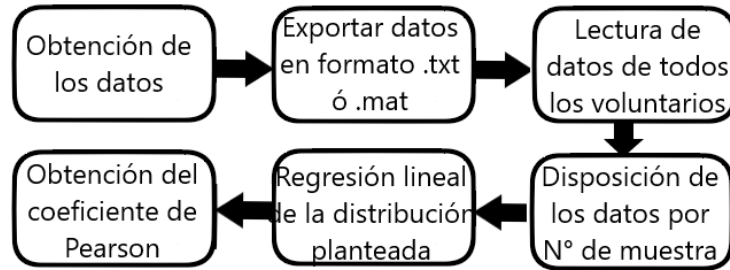 Obtención de
los datos
Exportar datos
en formato .txt
ó .mat
Lectura de
datos de todos
los voluntarios
Disposición de
los datos por
N° de muestra
Regresión lineal
de la distribución
planteada
Obtención del
coeficiente de
Pearson